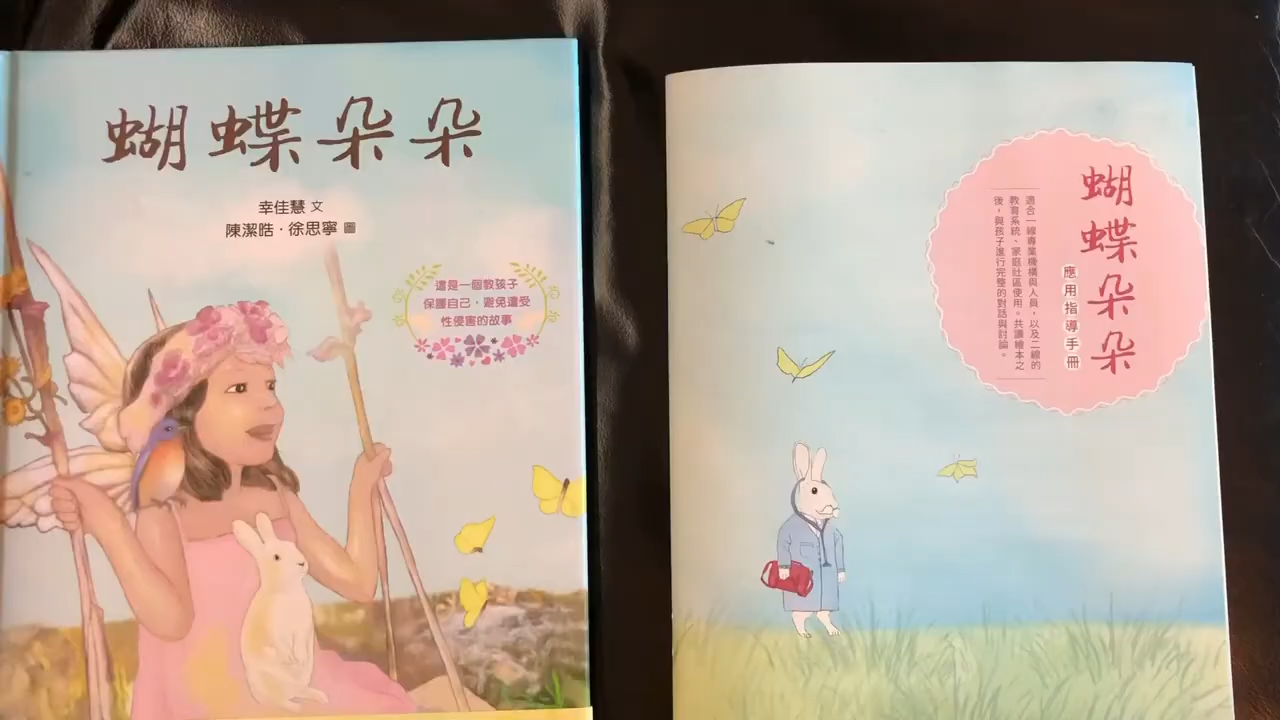 蝴蝶朵朵
幸佳慧 文
陳潔晧·徐思寧 圖
這是一個教孩子
保護自己,避免遭受
性侵害的故事
蝴蝶朵朵
應用指導手冊
適合一線專業機構與人員,以及二線的
教育系統、家庭社區使用。共讀繪本之
後,與孩子進行完整的對話與討論。